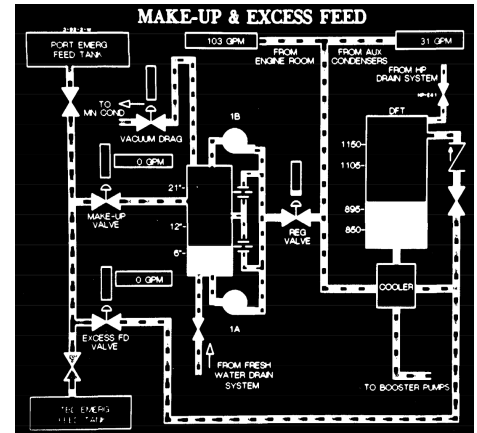 MAKE-UP & EXCESS FEED
PORT EMERG
FEED TANK
103 GPM
31 GPM
FROM
ENGINE ROOM
FROM AUX
CONDENSERS
FROM HP
DRAIN SYSTEM
TO
MN COND
VACUUM DRAG
1B
DFT
1150-
1105-
895-
850-
0 GPM
21"-
12"-
6"-
MAKE-UP
VALVE
REG
VALVE
0 GPM
COOLER
EXCESS FD
VALVE
1A
FROM FRESH
WATER DRAIN
SYSTEM
TO BOOSTER PUMPS
EMERG
FEED TANK